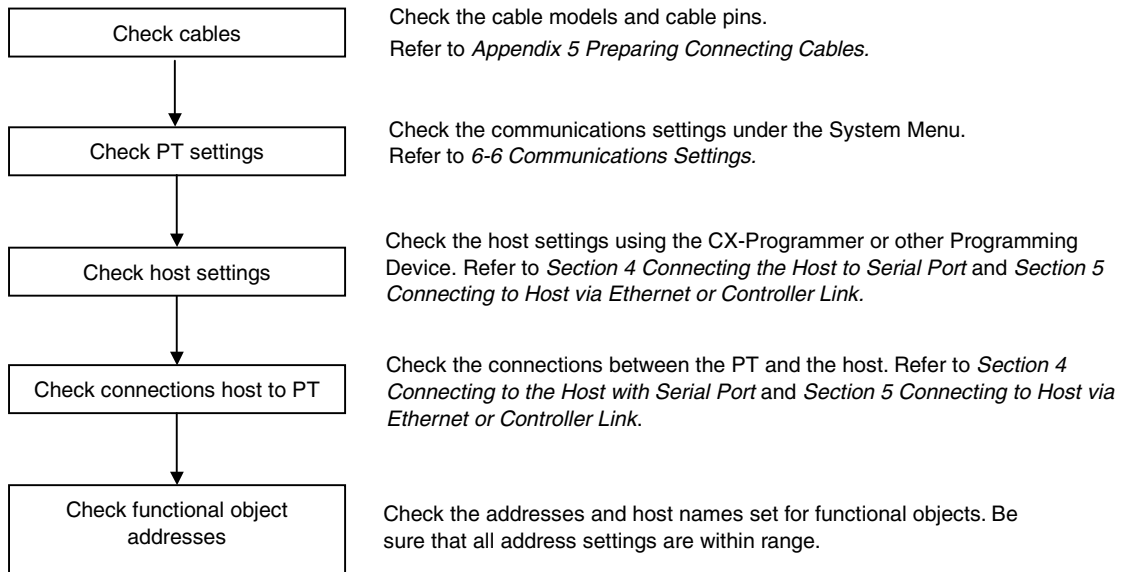 Check cables
Check the cable models and cable pins.
Refer to Appendix 5 Preparing Connecting Cables.
Check PT settings
Check the communications settings under the System Menu.
Refer to 6-6 Communications Settings.
Check host settings
Check the host settings using the CX-Programmer or other Programming
Device. Refer to Section 4 Connecting the Host to Serial Port and Section 5
Connecting to Host via Ethernet or Controller Link.
Check connections host to PT
Check the connections between the PT and the host. Refer to Section 4
Connecting to the Host with Serial Port and Section 5 Connecting to Host via
Ethernet or Controller Link.
Check functional object
addresses
Check the addresses and host names set for functional objects. Be
sure that all address settings are within range.